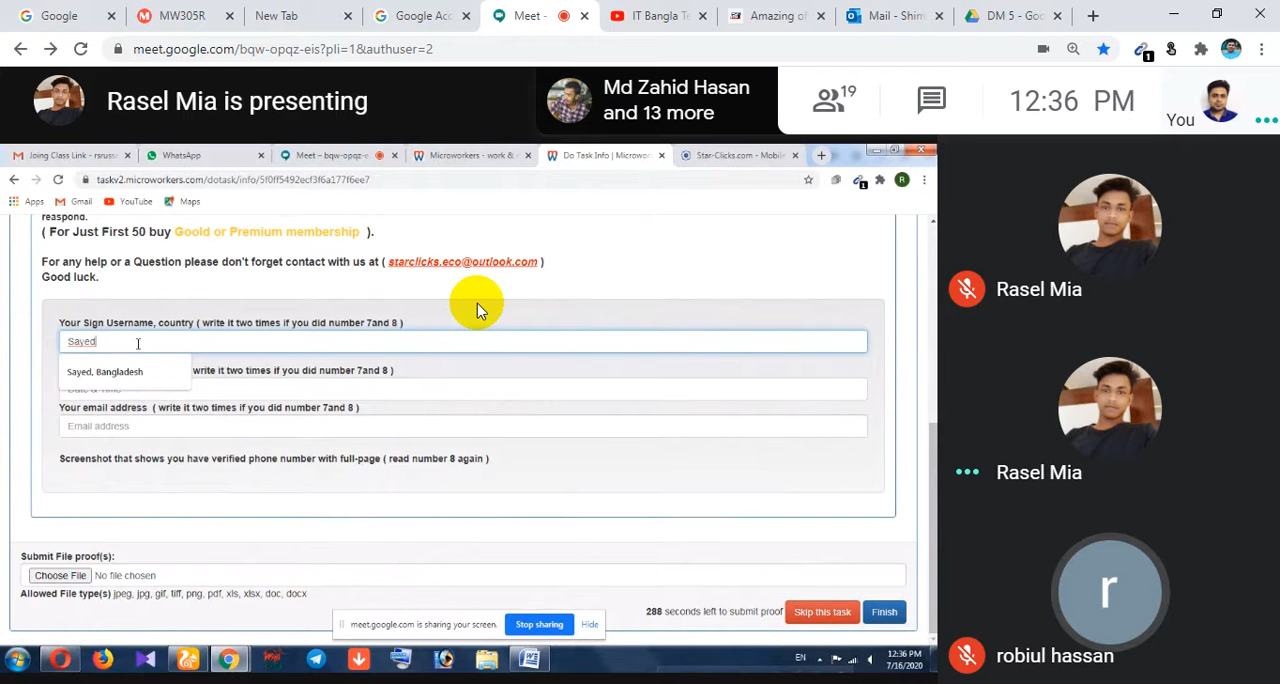 Google
MW305R
New Tab
Google Acc
Meet -
IT Bangla Te
Amazing of
Mail - Shim
DM 5 - Goo
meet.google.com/bqw-opqz-eis?pli=1&authuser=2
1
Rasel Mia is presenting
Md Zahid Hasan
and 13 more
19
12:36 PM
You
Joing Class Link - rsrusse
WhatsApp
Meet – bqw-opqz-e
Microworkers - work &
Do Task Info | Microwor
Star-Clicks.com - Mobile
taskv2.microworkers.com/dotask/info/5f0ff5492ecf3f6a177f6ee7
1
R
Apps
Gmail
YouTube
Maps
reaspond.
( For Just First 50 buy Goold or Premium membership ).
For any help or a Question please don't forget contact with us at ( starclicks.eco@outlook.com )
Good luck.
Your Sign Username, country ( write it two times if you did number 7and 8 )
Sayed
Sayed, Bangladesh
write it two times if you did number 7and 8 )
Date & Time
Your email address ( write it two times if you did number 7and 8 )
Email address
Screenshot that shows you have verified phone number with full-page ( read number 8 again )
Submit File proof(s):
Choose File No file chosen
Allowed File type(s) jpeg, jpg, gif, tiff, png, pdf, xls, xlsx, doc, docx
288 seconds left to submit proof
Skip this task
Finish
meet.google.com is sharing your screen.
Stop sharing
Hide
EN
12:36 PM
7/16/2020
Rasel Mia
Rasel Mia
r
robiul hassan